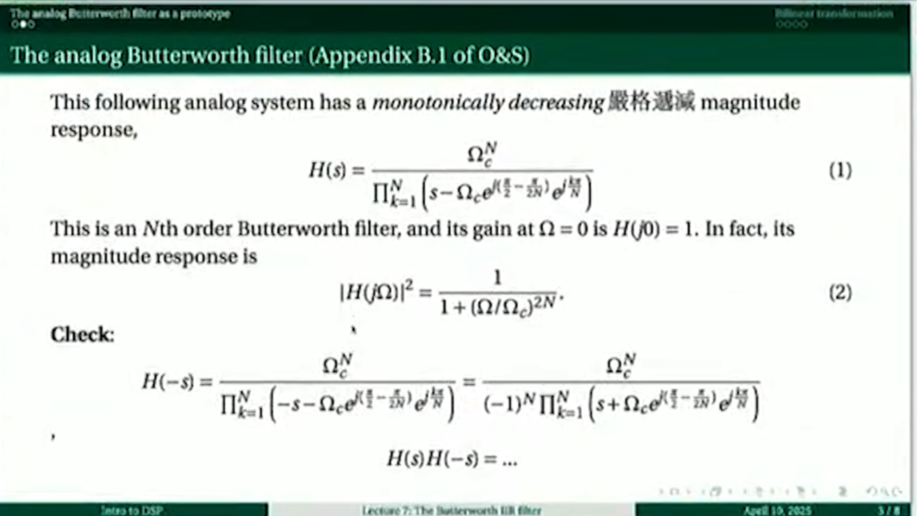 The analog Butterworth filter as a prototype
Bilinear transformation
The analog Butterworth filter (Appendix B.1 of O&S)
This following analog system has a monotonically decreasing 嚴格遞減 magnitude
response,
H(s) = Ω_c^N / ∏_{k=1}^N (s − Ω_c e^{j(π/2 − π/2N)} e^{j kπ/N}) (1)
This is an Nth order Butterworth filter, and its gain at Ω = 0 is H(j0) = 1. In fact, its
magnitude response is
|H(jΩ)|² = 1 / (1 + (Ω/Ω_c)^{2N}). (2)
Check:
H(−s) = Ω_c^N / ∏_{k=1}^N (−s − Ω_c e^{j(π/2 − π/2N)} e^{j kπ/N}) = Ω_c^N / ((−1)^N ∏_{k=1}^N (s + Ω_c e^{j(π/2 − π/2N)} e^{j kπ/N}))
,
H(s)H(−s) = ...
Intro to DSP Lecture 7: The Butterworth IIR filter April 10, 2025 3 / 8